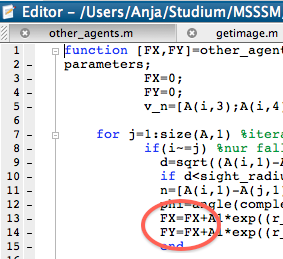 Editor - /Users/Anja/Studium/MSSSM
other_agents.m getimage.m
1 function [FX,FY]=other_agent
2 - parameters;
3 - FX=0;
4 - FY=0;
5 - v_n=[A(i,3);A(i,4)
6
7 - for j=1:size(A,1) %itera
8 - if(i~=j) %nur fall
9 - d=sqrt((A(i,1)-A
10 - if d<sight_radiu
11 - n=[A(i,1)-A(j,1)
12 - phi=angle(comple
13 - FX=FX+A1*exp((r_
14 - FY=FX+A1*exp((r_
15 - end